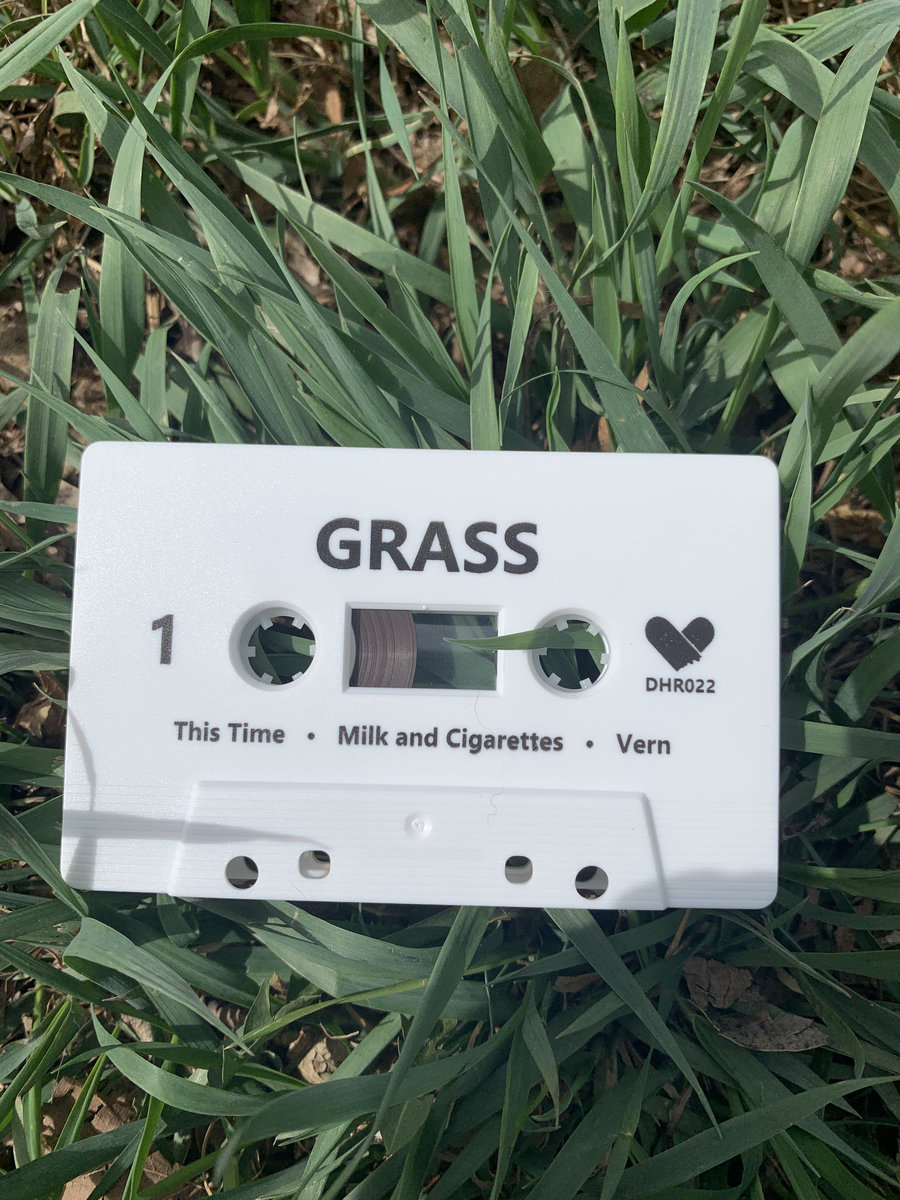 GRASS
1
DHR022
This Time • Milk and Cigarettes • Vern